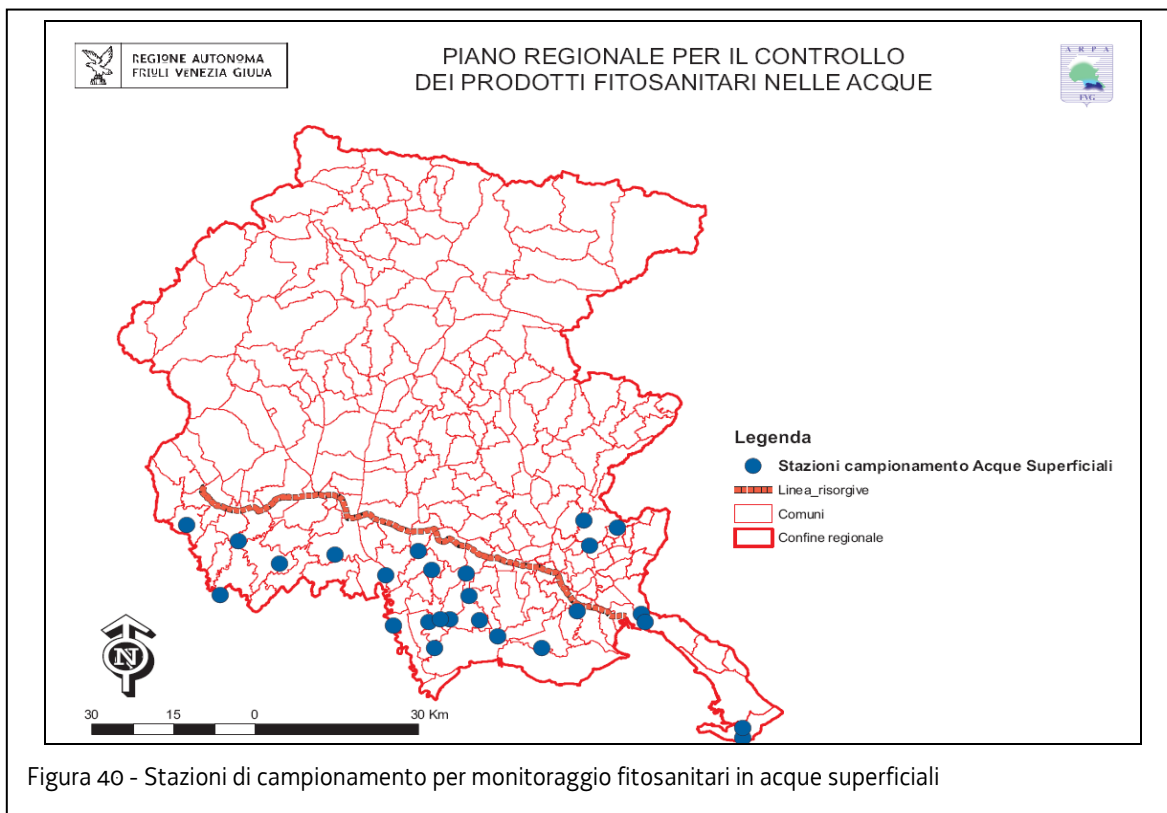 REGIONE AUTONOMA
FRIULI VENEZIA GIULIA
PIANO REGIONALE PER IL CONTROLLO
DEI PRODOTTI FITOSANITARI NELLE ACQUE
A R P A
FVG
Legenda
Stazioni campionamento Acque Superficiali
Linea_risorgive
Comuni
Confine regionale
N
30 15 0 30 Km
Figura 40 - Stazioni di campionamento per monitoraggio fitosanitari in acque superficiali